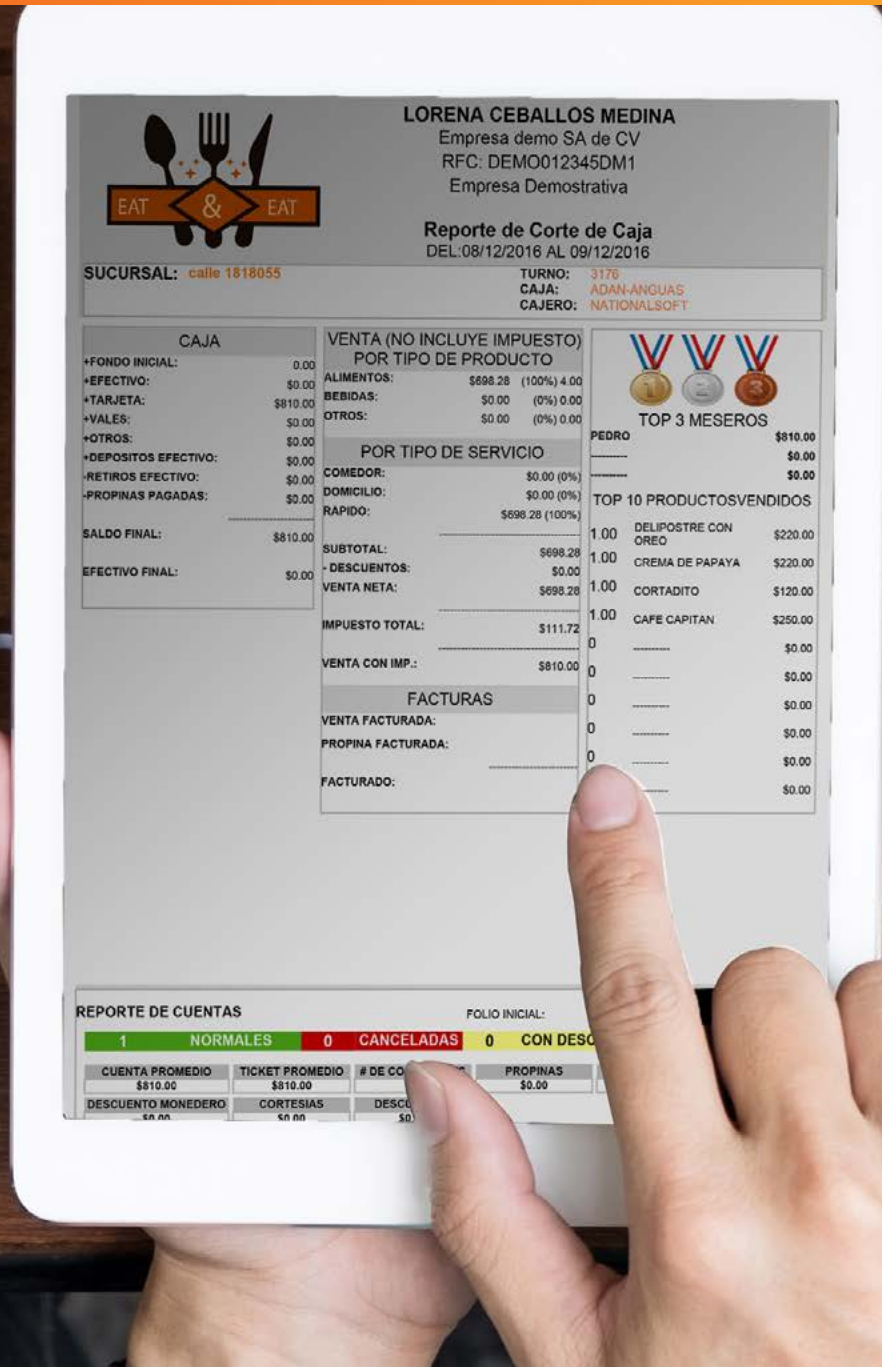 EAT & EAT
LORENA CEBALLOS MEDINA
Empresa demo SA de CV
RFC: DEMO012345DM1
Empresa Demostrativa
Reporte de Corte de Caja
DEL:08/12/2016 AL 09/12/2016
SUCURSAL: calle 1818055
TURNO: 3176
CAJA: ADAN-ANGUAS
CAJERO: NATIONALSOFT
CAJA
+FONDO INICIAL: 0.00
+EFECTIVO: $0.00
+TARJETA: $810.00
+VALES: $0.00
+OTROS: $0.00
+DEPOSITOS EFECTIVO: $0.00
-RETIROS EFECTIVO: $0.00
-PROPINAS PAGADAS: $0.00
SALDO FINAL: $810.00
EFECTIVO FINAL: $0.00
VENTA (NO INCLUYE IMPUESTO)
POR TIPO DE PRODUCTO
ALIMENTOS: $698.28 (100%) 4.00
BEBIDAS: $0.00 (0%) 0.00
OTROS: $0.00 (0%) 0.00
POR TIPO DE SERVICIO
COMEDOR: $0.00 (0%)
DOMICILIO: $0.00 (0%)
RAPIDO: $698.28 (100%)
SUBTOTAL: $698.28
- DESCUENTOS: $0.00
VENTA NETA: $698.28
IMPUESTO TOTAL: $111.72
VENTA CON IMP.: $810.00
FACTURAS
VENTA FACTURADA:
PROPINA FACTURADA:
FACTURADO:
1 2 3
TOP 3 MESEROS
PEDRO $810.00
---------- $0.00
---------- $0.00
TOP 10 PRODUCTOSVENDIDOS
1.00 DELIPOSTRE CON
OREO $220.00
1.00 CREMA DE PAPAYA $220.00
1.00 CORTADITO $120.00
1.00 CAFE CAPITAN $250.00
0 ---------- $0.00
0 ---------- $0.00
0 ---------- $0.00
0 ---------- $0.00
0 ---------- $0.00
---------- $0.00
REPORTE DE CUENTAS FOLIO INICIAL:
1 NORMALES 0 CANCELADAS 0 CON
CUENTA PROMEDIO TICKET PROMEDIO # DE PROPINAS
$810.00 $810.00 $0.00
DESCUENTO MONEDERO CORTESIAS
$0.00 $0.00